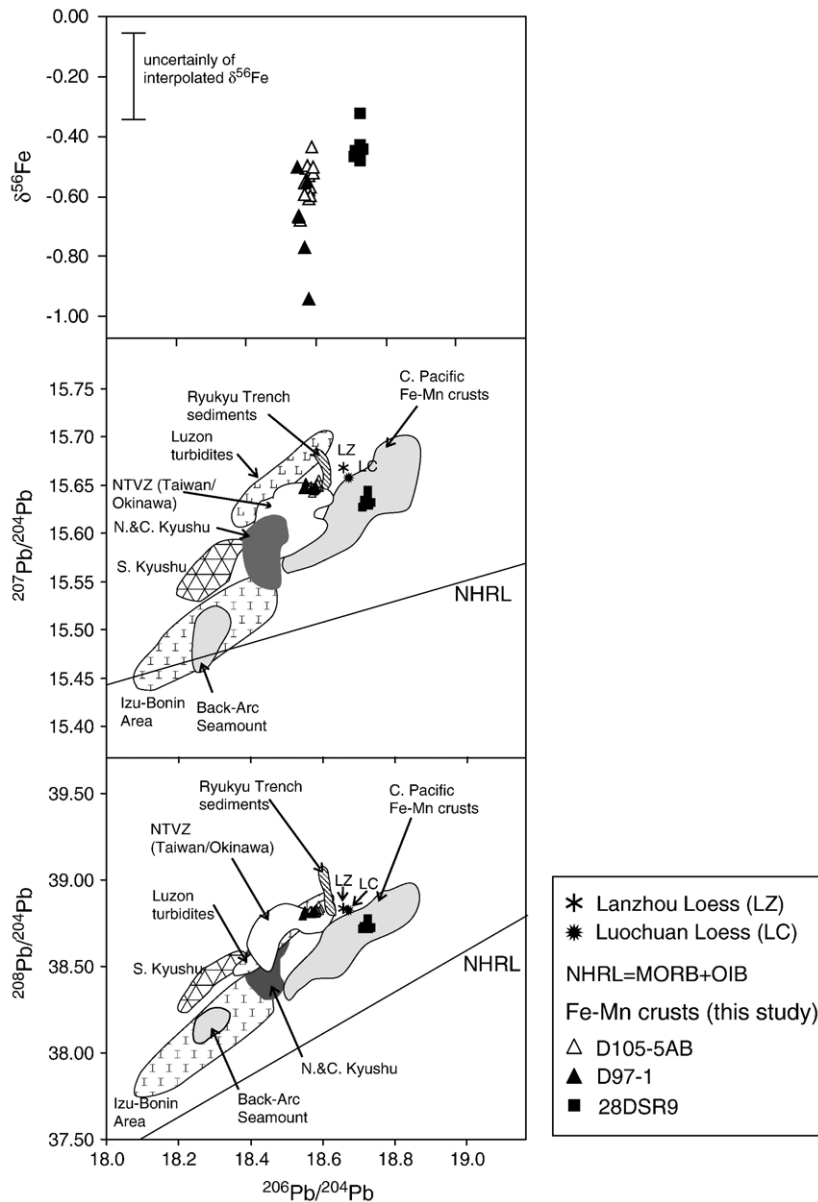 0.00
-0.20
-0.40
-0.60
-0.80
-1.00
δ56Fe
uncertainly of
interpolated δ56Fe
15.75
15.70
15.65
15.60
15.55
15.50
15.45
15.40
207Pb/204Pb
C. Pacific
Fe-Mn crusts
Ryukyu Trench
sediments
Luzon
turbidites
LZ
LC
NTVZ (Taiwan/
Okinawa)
N.&C. Kyushu
S. Kyushu
NHRL
Izu-Bonin
Area
Back-Arc
Seamount
39.50
39.00
38.50
38.00
37.50
208Pb/204Pb
Ryukyu Trench
sediments
C. Pacific
Fe-Mn crusts
NTVZ
(Taiwan/Okinawa)
LZ
LC
Luzon
turbidites
S. Kyushu
NHRL
N.&C. Kyushu
Back-Arc
Seamount
Izu-Bonin
Area
18.0 18.2 18.4 18.6 18.8 19.0
206Pb/204Pb
Lanzhou Loess (LZ)
Luochuan Loess (LC)
NHRL=MORB+OIB
Fe-Mn crusts (this study)
D105-5AB
D97-1
28DSR9